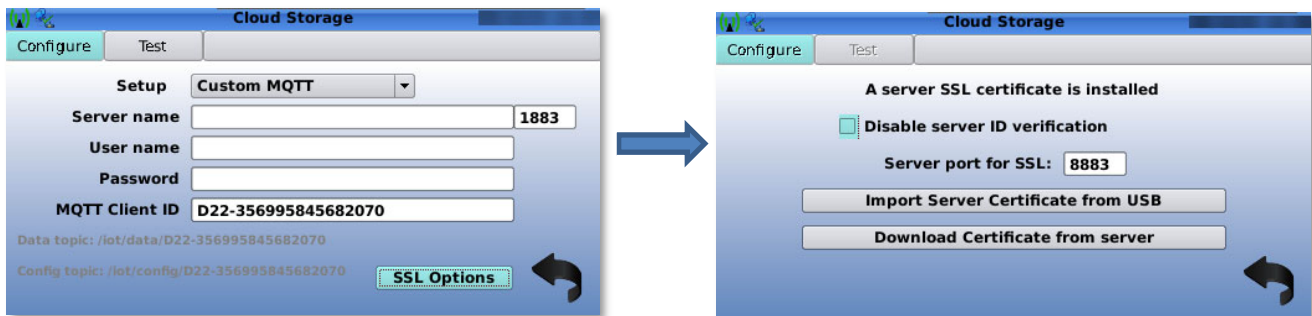 Cloud Storage
Configure Test
Setup Custom MQTT
Server name 1883
User name
Password
MQTT Client ID D22-356995845682070
Data topic: /iot/data/D22-356995845682070
Config topic: /iot/config/D22-356995845682070
SSL Options
Cloud Storage
Configure Test
A server SSL certificate is installed
Disable server ID verification
Server port for SSL: 8883
Import Server Certificate from USB
Download Certificate from server